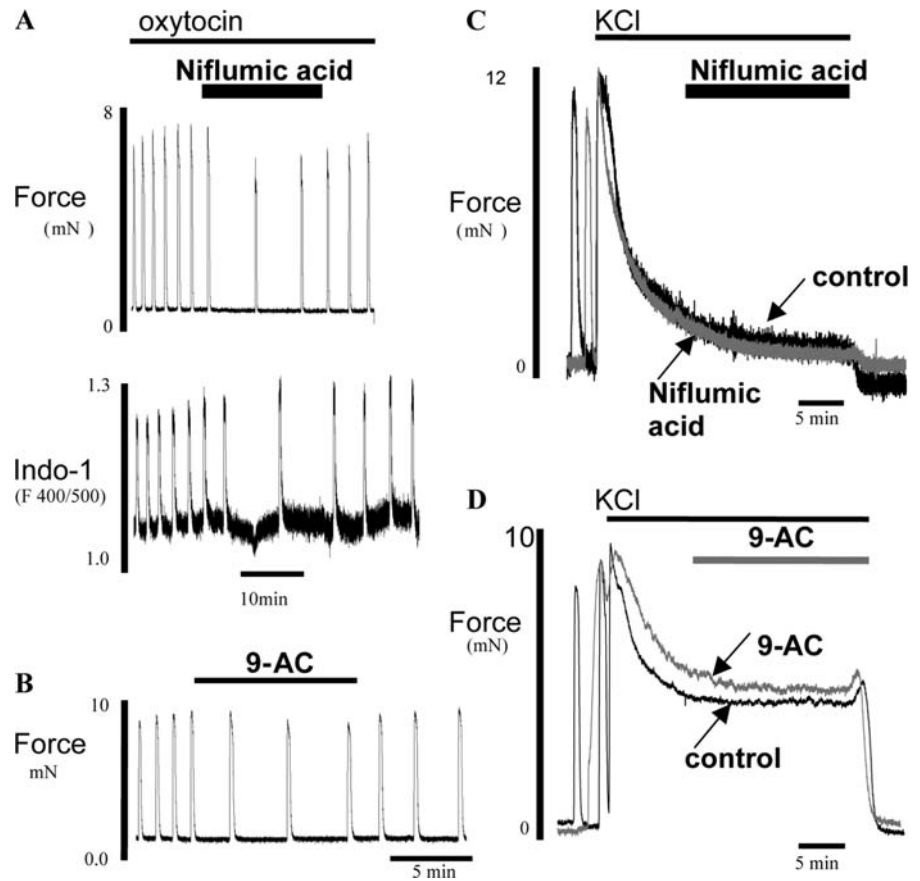 A
oxytocin
Niflumic acid
8
Force
(mN )
0
1.3
Indo-1
(F 400/500)
1.0
10min
B
9-AC
10
Force
mN
0.0
5 min
C
KCl
Niflumic acid
12
Force
(mN)
control
0
Niflumic
acid
5 min
D
KCl
10
9-AC
Force
(mN)
9-AC
control
0
5 min